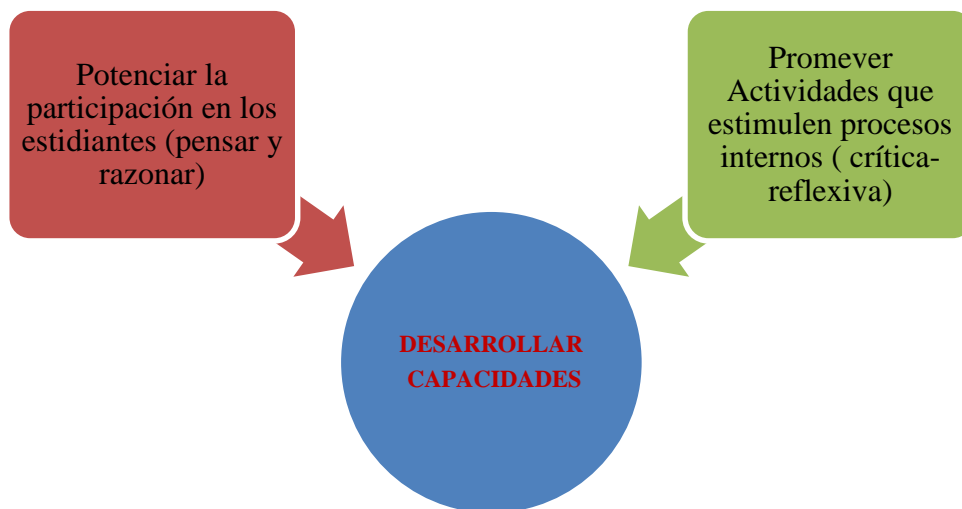 Potenciar la
participación en los
estidiantes (pensar y
razonar)
Promever
Actividades que
estimulen procesos
internos ( crítica-
reflexiva)
DESARROLLAR
CAPACIDADES